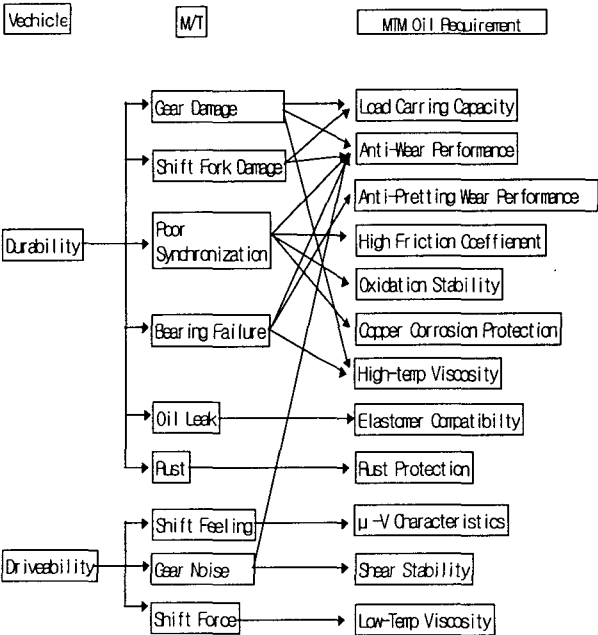 Vechicle
M/T
MTM Oil Requirement
Gear Damage
Load Carring Capacity
Anti-Wear Performance
Shift Fork Damage
Anti-Pretting Wear Performance
Poor
Synchronization
High Friction Coeffienent
Durability
Oxidation Stability
Bearing Failure
Copper Corrosion Protection
High-temp Viscosity
Oil Leak
Elastomer Compatibilty
Rust
Rust Protection
Shift Feeling
μ-V Characteristics
Driveability
Gear Noise
Shear Stability
Shift Force
Low-Temp Viscosity